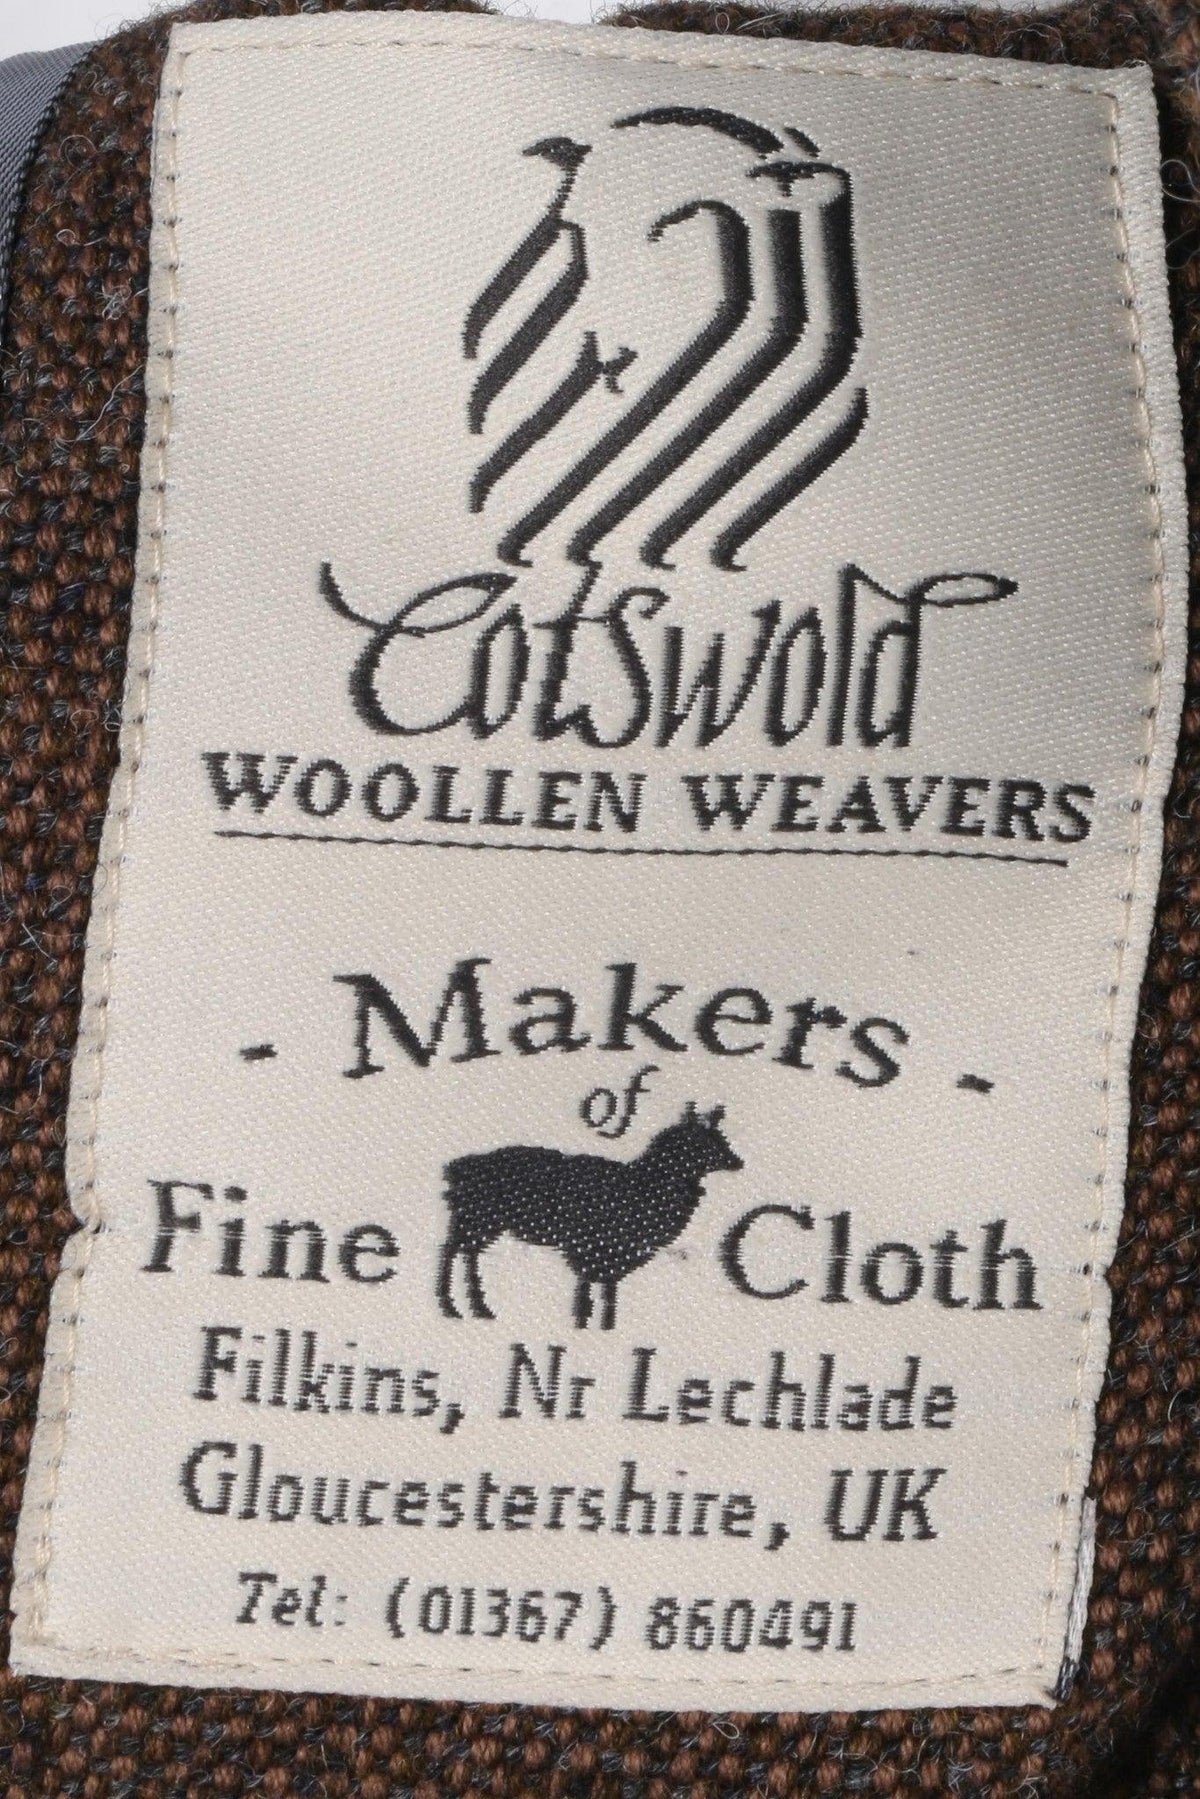 Cotswold
WOOLLEN WEAVERS
- Makers -
of
Fine Cloth
Filkins, Nr Lechlade
Gloucestershire, UK
Tel: (01367) 860491